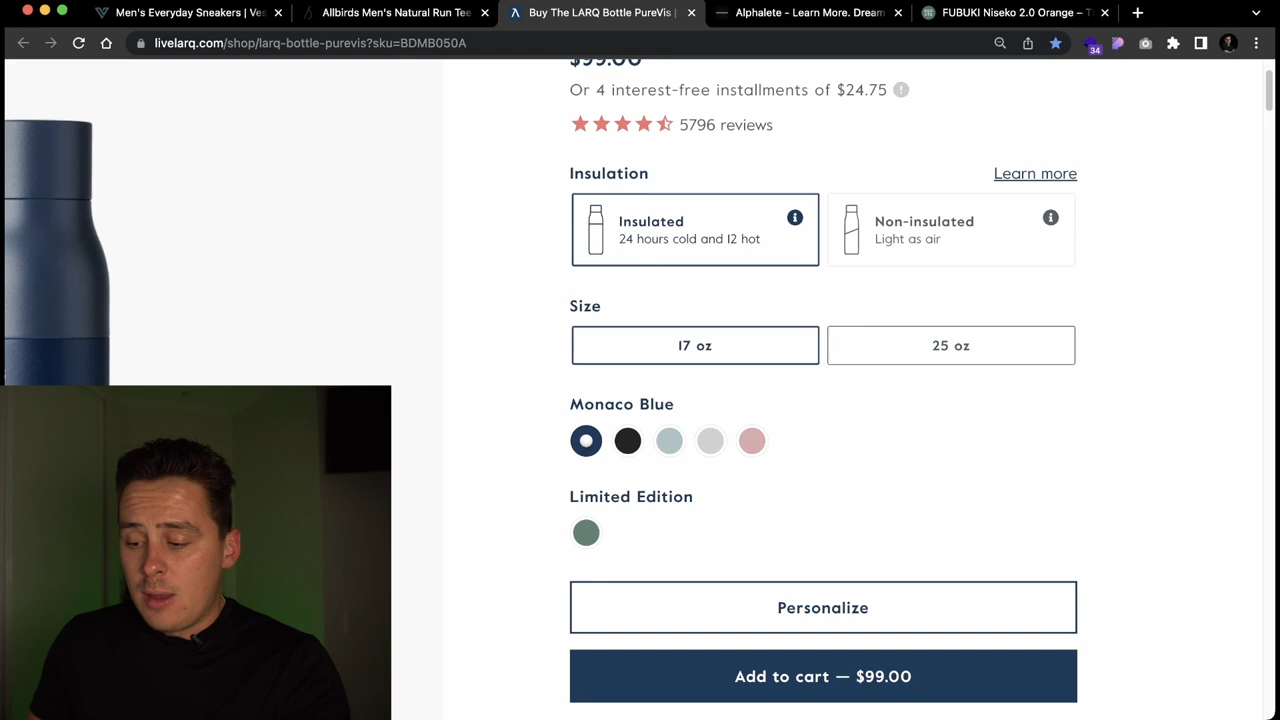 Men's Everyday Sneakers | Ves
Allbirds Men's Natural Run Tee
Buy The LARQ Bottle PureVis |
Alphalete - Learn More. Dream
FUBUKI Niseko 2.0 Orange – T
livelarq.com/shop/larq-bottle-purevis?sku=BDMB050A
34
$99.00
Or 4 interest-free installments of $24.75
5796 reviews
Insulation
Learn more
Insulated
24 hours cold and 12 hot
Non-insulated
Light as air
Size
17 oz
25 oz
Monaco Blue
Limited Edition
Personalize
Add to cart — $99.00